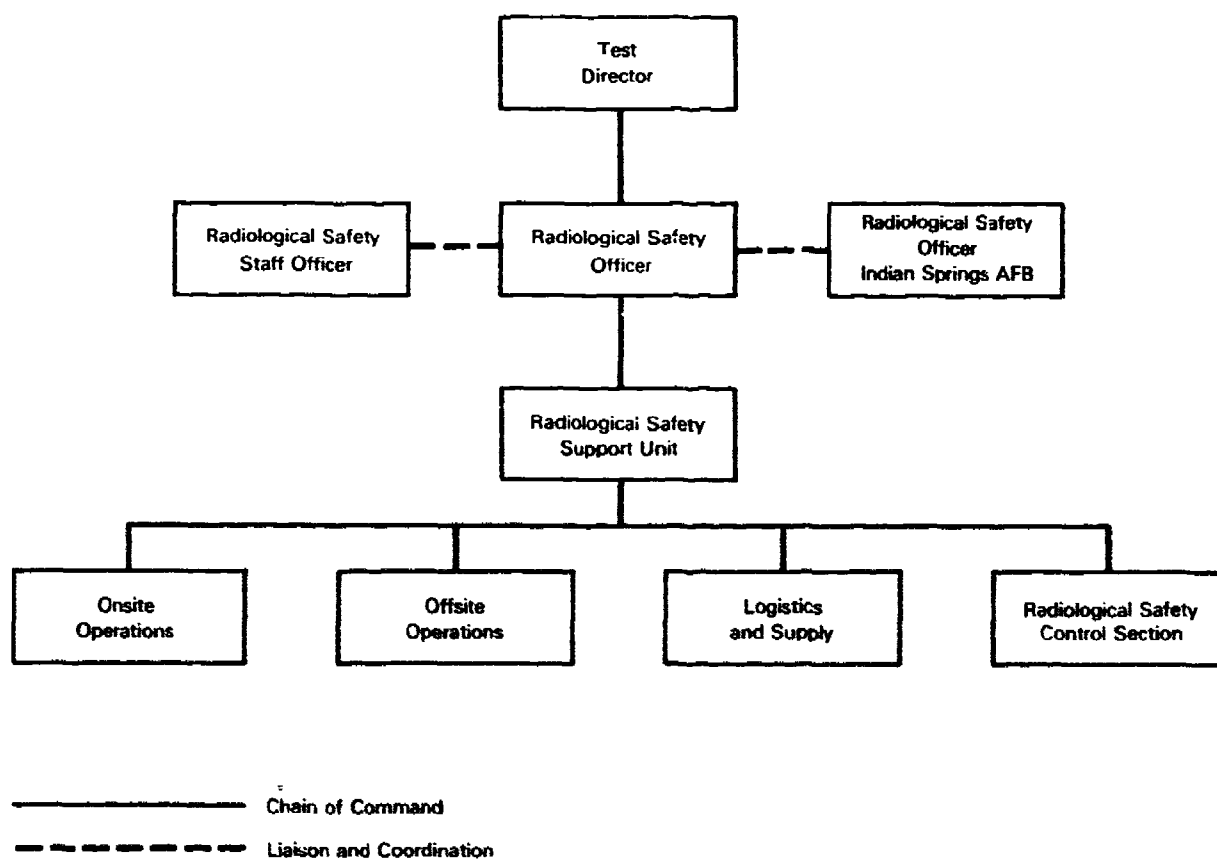 Test
Director
Radiological Safety
Staff Officer
Radiological Safety
Officer
Radiological Safety
Officer
Indian Springs AFB
Radiological Safety
Support Unit
Onsite
Operations
Offsite
Operations
Logistics
and Supply
Radiological Safety
Control Section
Chain of Command
Liaison and Coordination